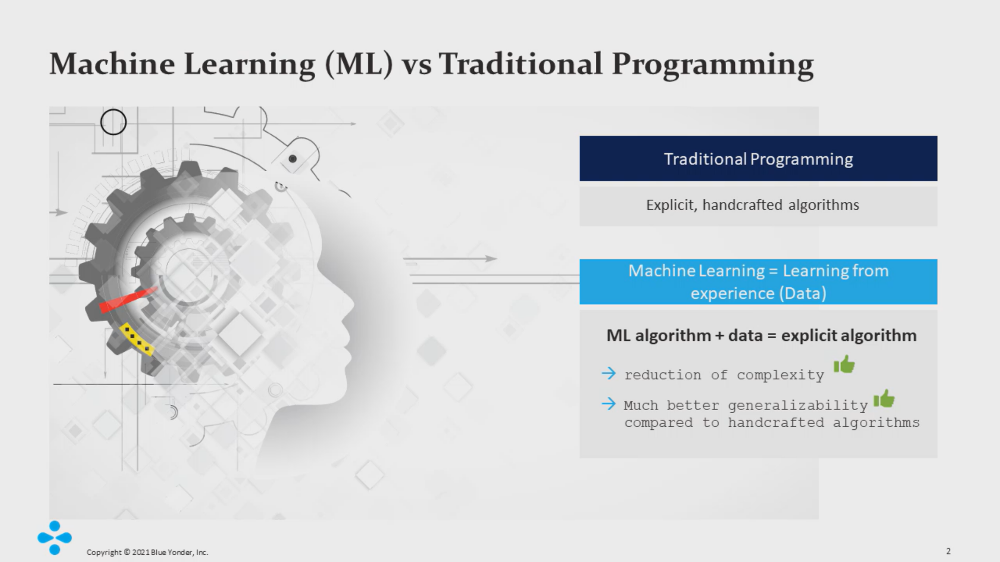 Machine Learning (ML) vs Traditional Programming
Traditional Programming
Explicit, handcrafted algorithms
Machine Learning = Learning from
experience (Data)
ML algorithm + data = explicit algorithm
→ reduction of complexity
→ Much better generalizability
compared to handcrafted algorithms
Copyright © 2021 Blue Yonder, Inc.
2